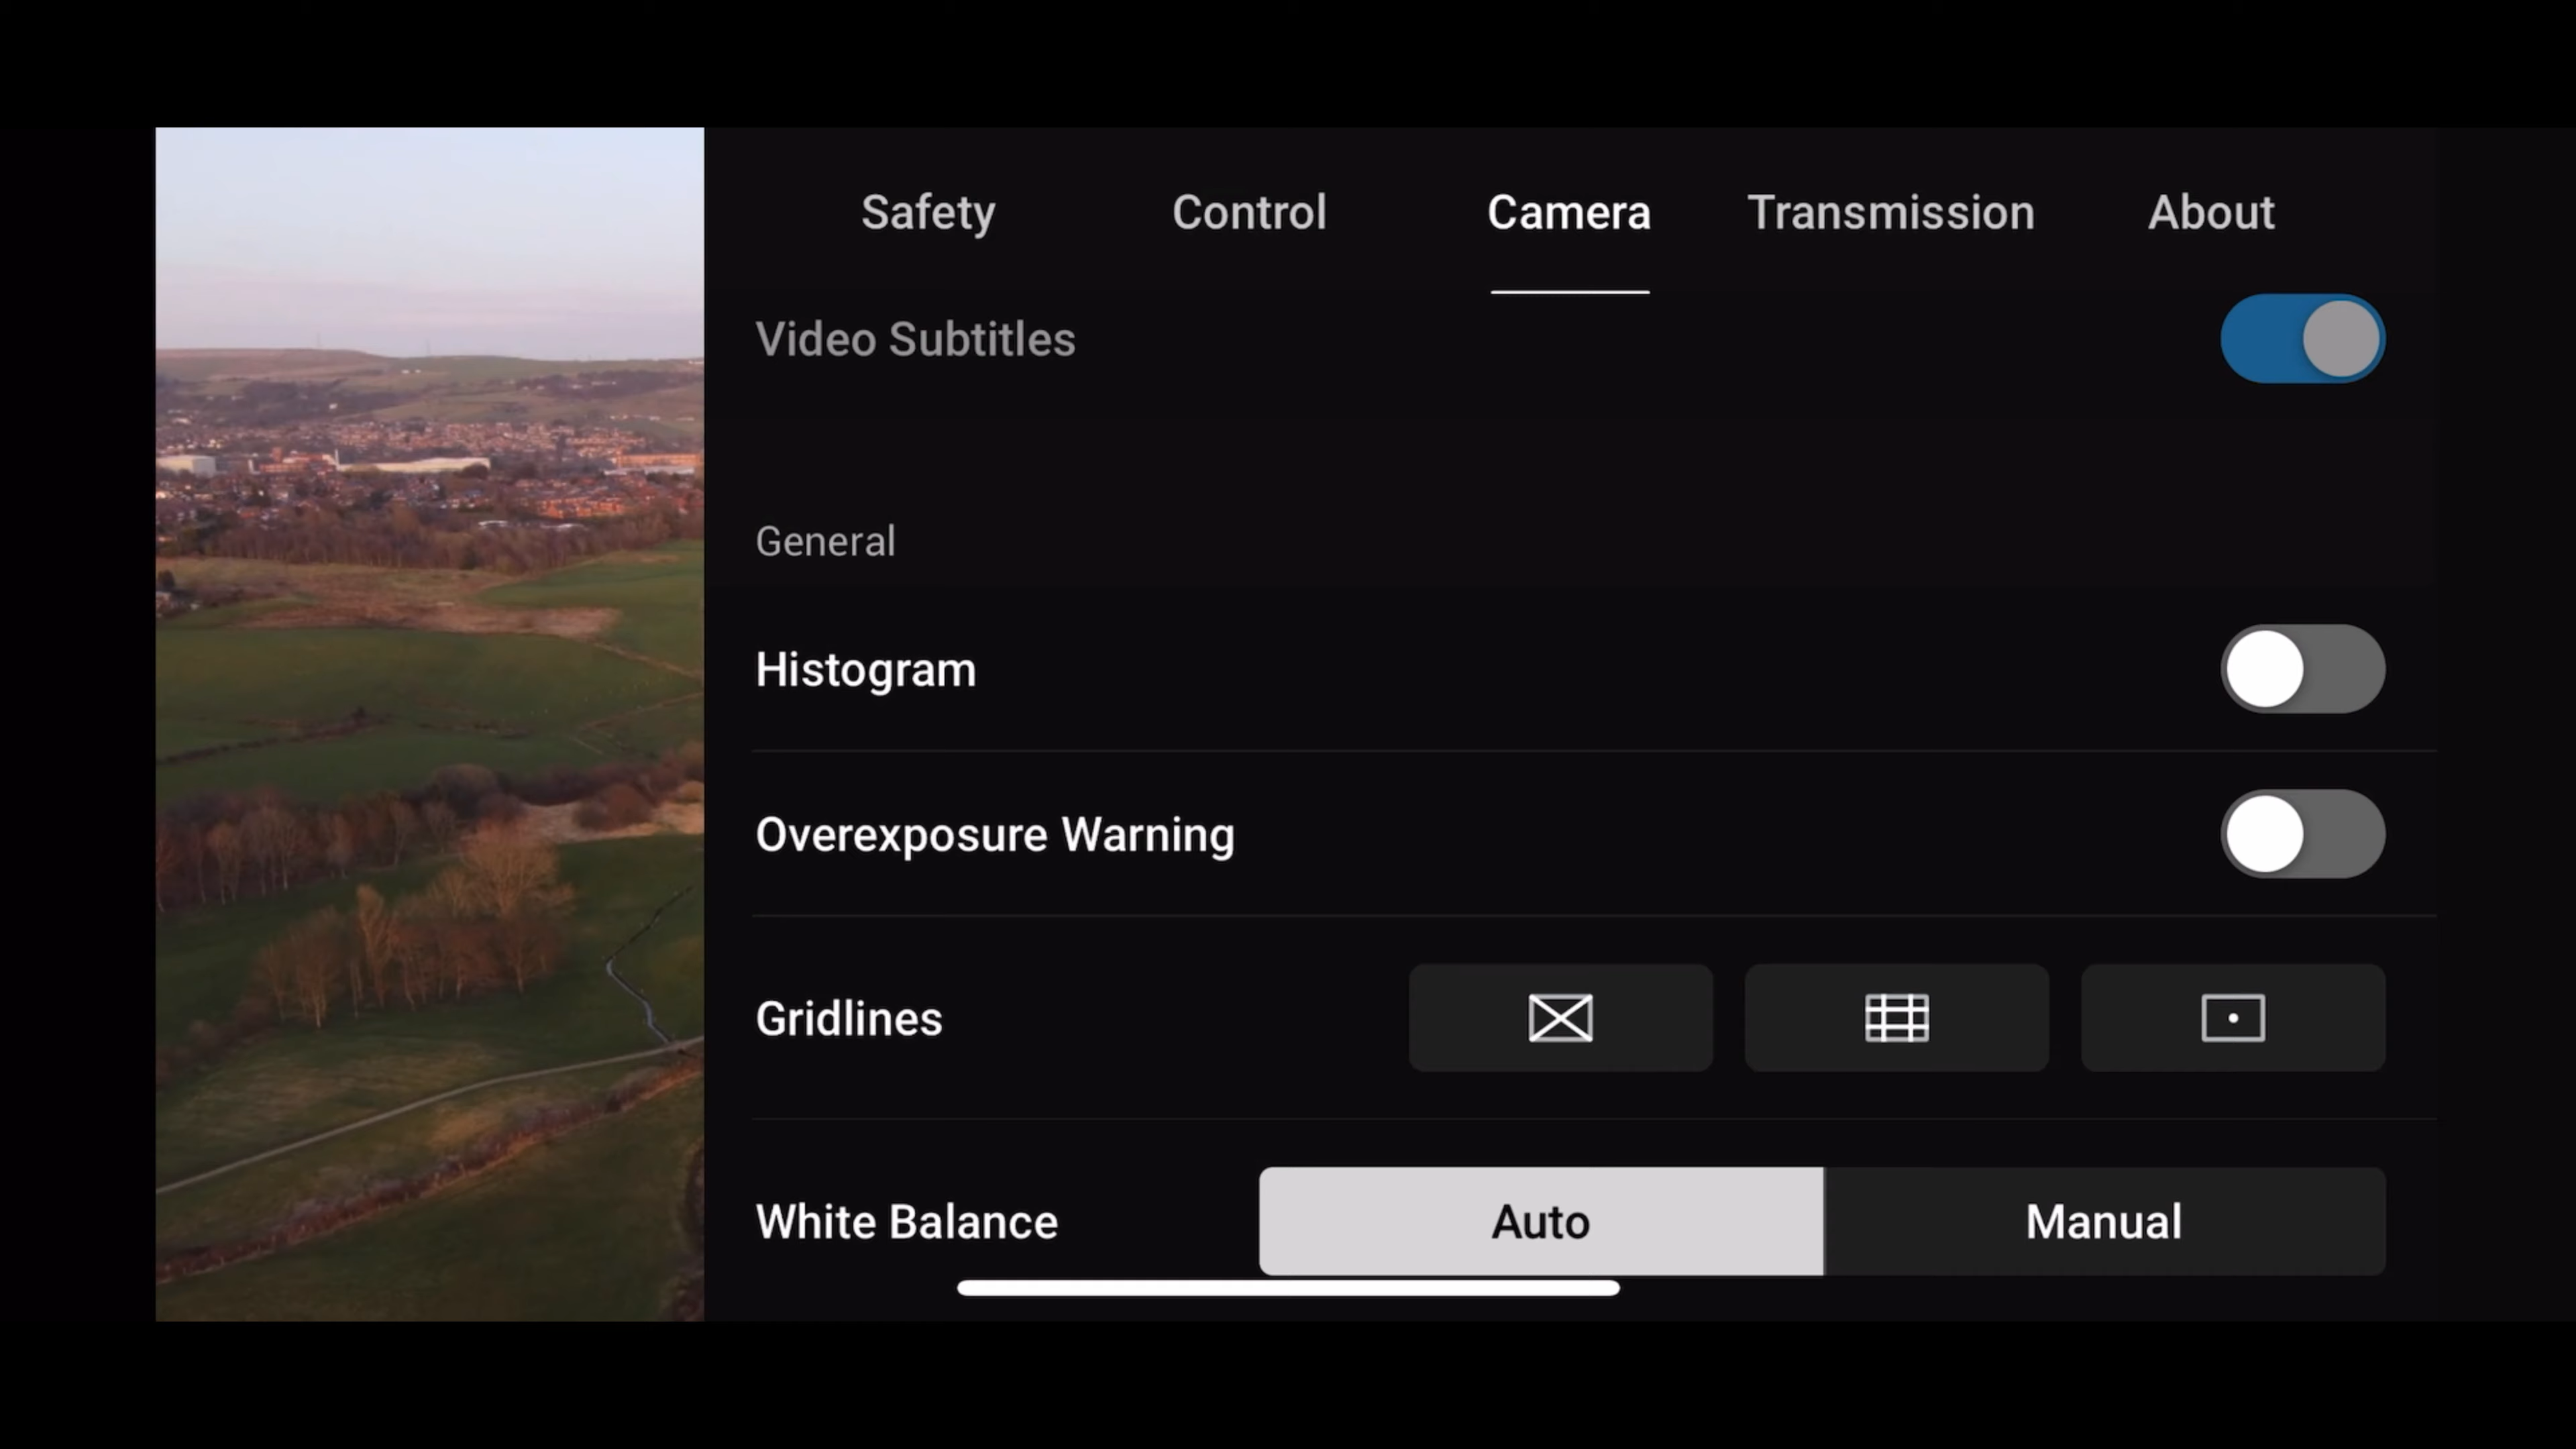 Safety Control Camera Transmission About
Video Subtitles
General
Histogram
Overexposure Warning
Gridlines
White Balance Auto Manual